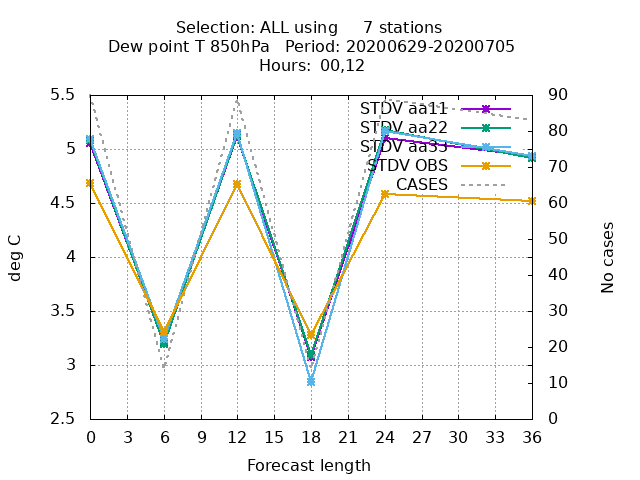 Selection: ALL using 7 stations
Dew point T 850hPa Period: 20200629-20200705
Hours: 00,12
STDV aa11
STDV aa22
STDV aa33
STDV OBS
CASES
5.5
5
4.5
4
3.5
3
2.5
90
80
70
60
50
40
30
20
10
0
deg C
No cases
0 3 6 9 12 15 18 21 24 27 30 33 36
Forecast length